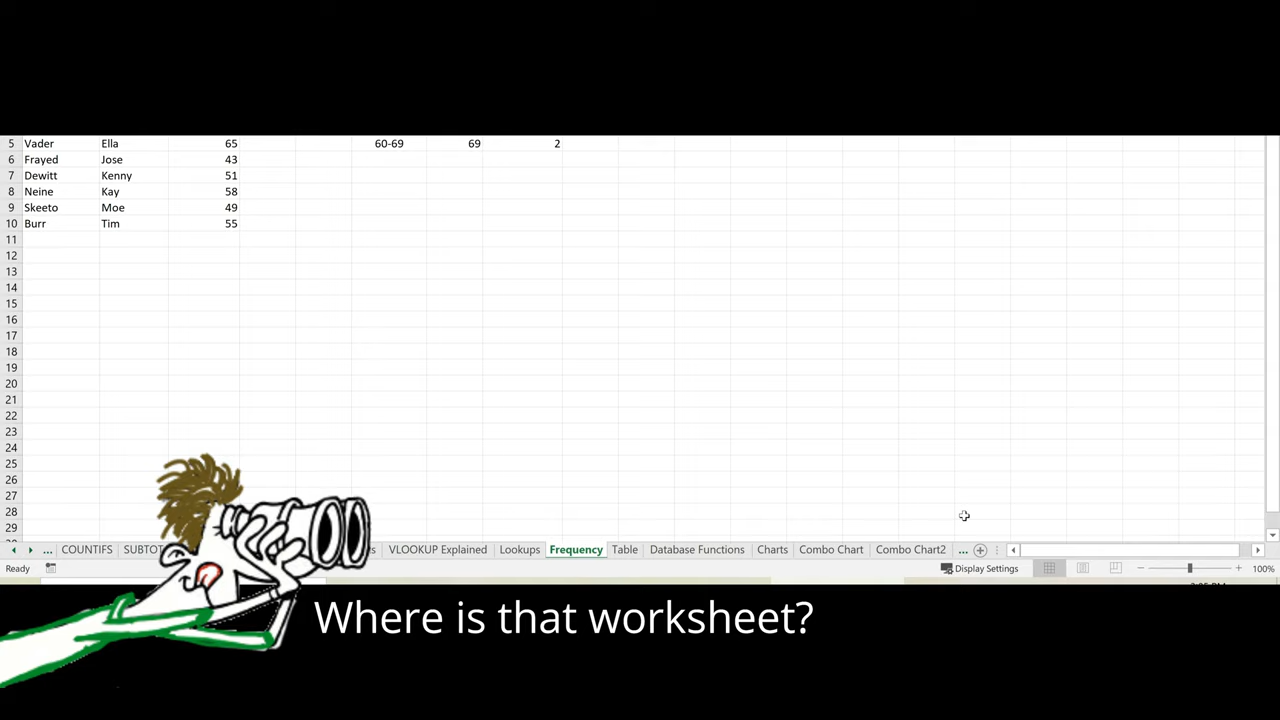 5 Vader Ella 65 60-69 69 2
6 Frayed Jose 43
7 Dewitt Kenny 51
8 Neine Kay 58
9 Skeeto Moe 49
10 Burr Tim 55
11
12
13
14
15
16
17
18
19
20
21
22
23
24
25
26
27
28
29
... COUNTIFS VLOOKUP Explained Lookups Frequency Table Database Functions Charts Combo Chart Combo Chart2 ...
Ready Display Settings 100%
Where is that worksheet?